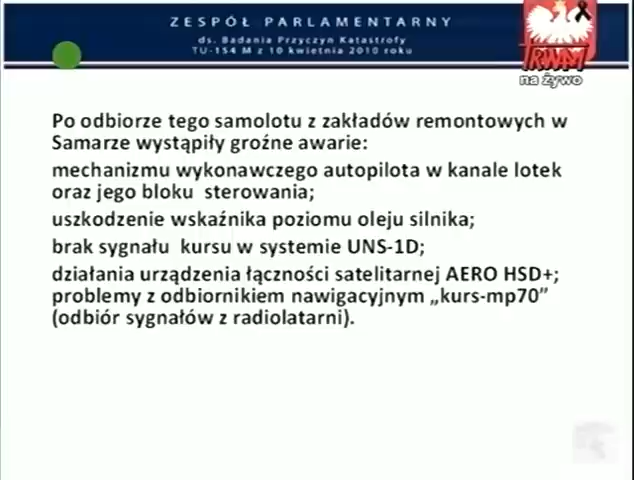 ZESPÓŁ PARLAMENTARNY
ds. Badania Przyczyn Katastrofy
TU-154 M z 10 kwietnia 2010 roku
TRWAM
na żywo
Po odbiorze tego samolotu z zakładów remontowych w
Samarze wystąpiły groźne awarie:
mechanizmu wykonawczego autopilota w kanale lotek
oraz jego bloku sterowania;
uszkodzenie wskaźnika poziomu oleju silnika;
brak sygnału kursu w systemie UNS-1D;
działania urządzenia łączności satelitarnej AERO HSD+;
problemy z odbiornikiem nawigacyjnym „kurs-mp70”
(odbiór sygnałów z radiolatarni).